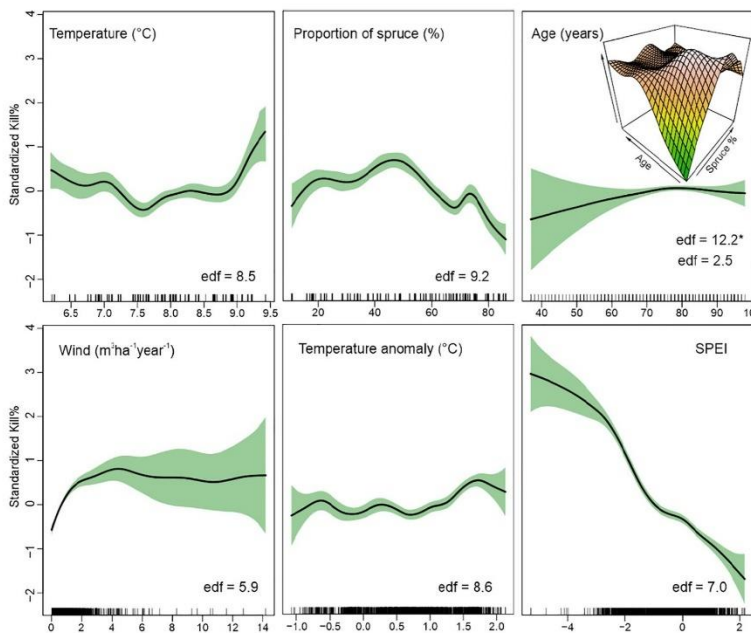 Temperature (°C)
Proportion of spruce (%)
Age (years)
Age
Spruce %
Standardized Kill%
4
3
2
1
0
-1
-2
edf = 8.5
edf = 9.2
edf = 12.2*
edf = 2.5
6.5 7.0 7.5 8.0 8.5 9.0 9.5
20 40 60 80
40 50 60 70 80 90 100
Wind (m³ha⁻¹year⁻¹)
Temperature anomaly (°C)
SPEI
Standardized Kill%
4
3
2
1
0
-1
-2
edf = 5.9
edf = 8.6
edf = 7.0
0 2 4 6 8 10 12 14
-1.0 -0.5 0.0 0.5 1.0 1.5 2.0
-4 -2 0 2